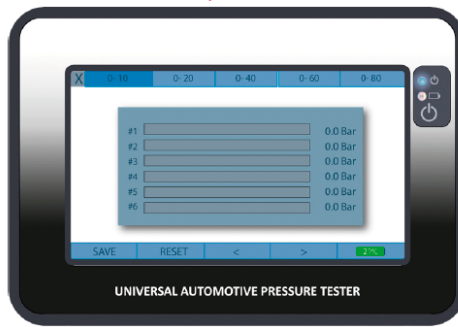 X 0-10 0-20 0-40 0-60 0-80
#1 0.0 Bar
#2 0.0 Bar
#3 0.0 Bar
#4 0.0 Bar
#5 0.0 Bar
#6 0.0 Bar
SAVE RESET < >
UNIVERSAL AUTOMOTIVE PRESSURE TESTER